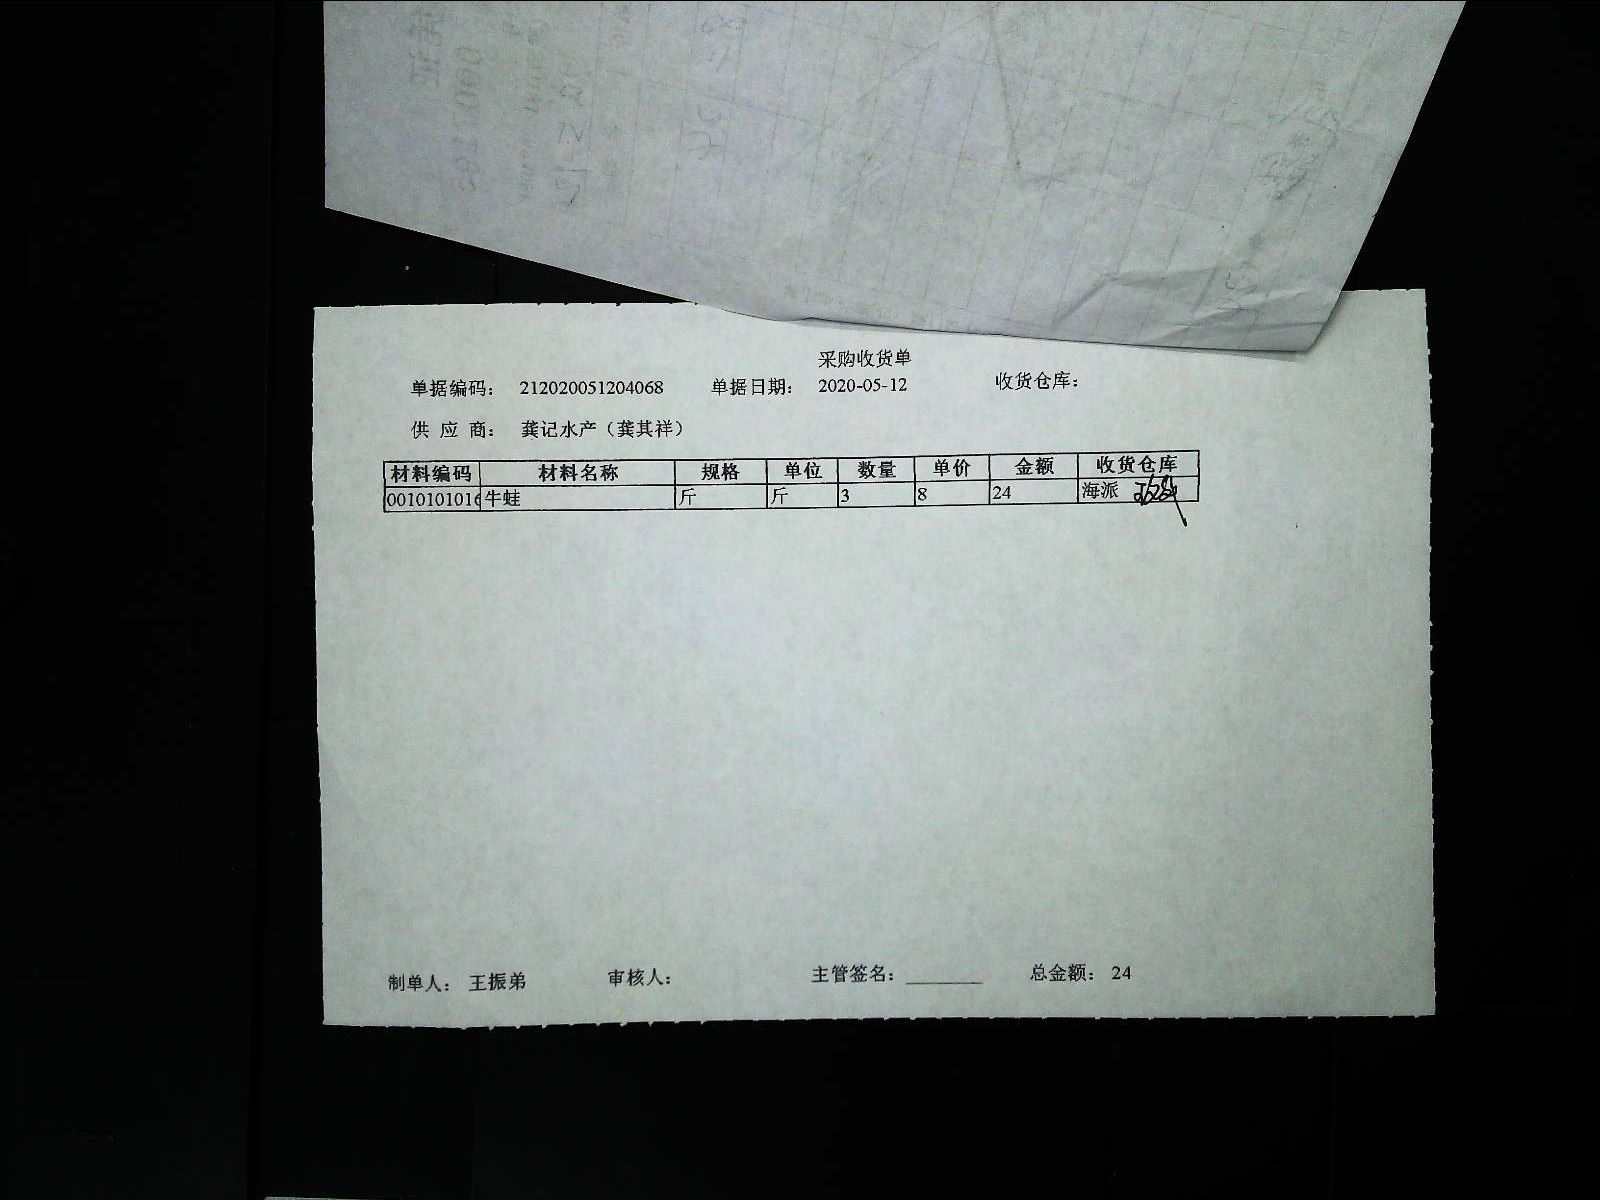 采购收货单
单据编码： 212020051204068 单据日期： 2020-05-12 收货仓库：
供 应 商： 龚记水产（龚其祥）
材料编码 材料名称 规格 单位 数量 单价 金额 收货仓库
0010101016 牛蛙 斤 斤 3 8 24 海派
制单人： 王振弟 审核人： 主管签名：________ 总金额： 24